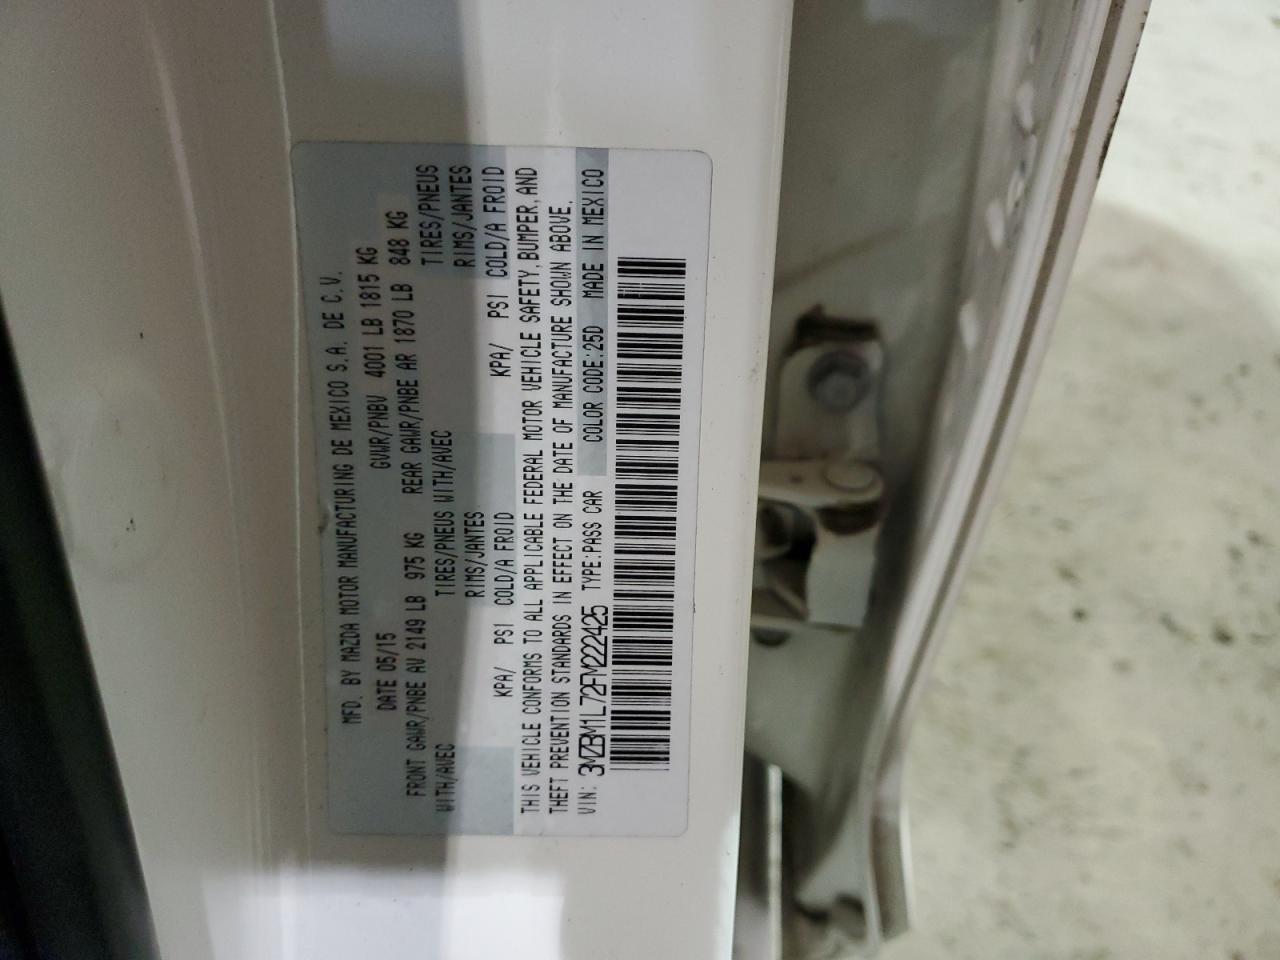 MFD. BY MAZDA MOTOR MANUFACTURING DE MEXICO S.A. DE C.V.
DATE 05/15 GVWR/PNBV 4001 LB 1815 KG
FRONT GAWR/PNBE AV 2149 LB 975 KG REAR GAWR/PNBE AR 1870 LB 848 KG
WITH/AVEC TIRES/PNEUS WITH/AVEC TIRES/PNEUS
RIMS/JANTES RIMS/JANTES
KPA/ PSI COLD/A FROID KPA/ PSI COLD/A FROID
THIS VEHICLE CONFORMS TO ALL APPLICABLE FEDERAL MOTOR VEHICLE SAFETY, BUMPER, AND
THEFT PREVENTION STANDARDS IN EFFECT ON THE DATE OF MANUFACTURE SHOWN ABOVE.
VIN: 3MZBM1L72FM222425 TYPE:PASS CAR COLOR CODE:25D MADE IN MEXICO